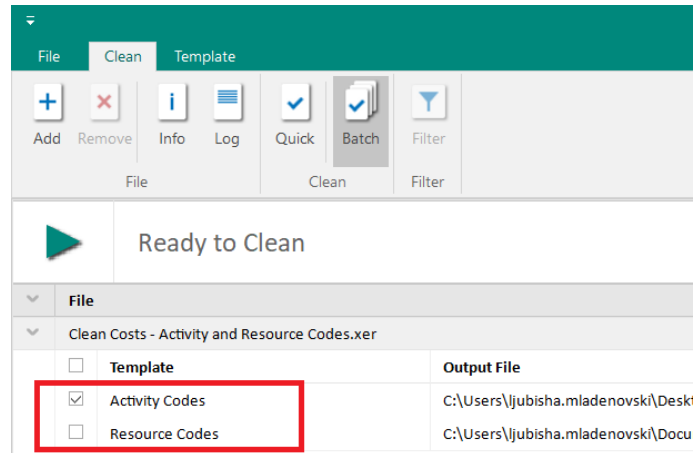 File Clean Template
Add Remove Info Log Quick Batch Filter
File Clean Filter
Ready to Clean
File
Clean Costs - Activity and Resource Codes.xer
Template Output File
Activity Codes C:\Users\ljubisha.mladenovski\Deskt
Resource Codes C:\Users\ljubisha.mladenovski\Docu